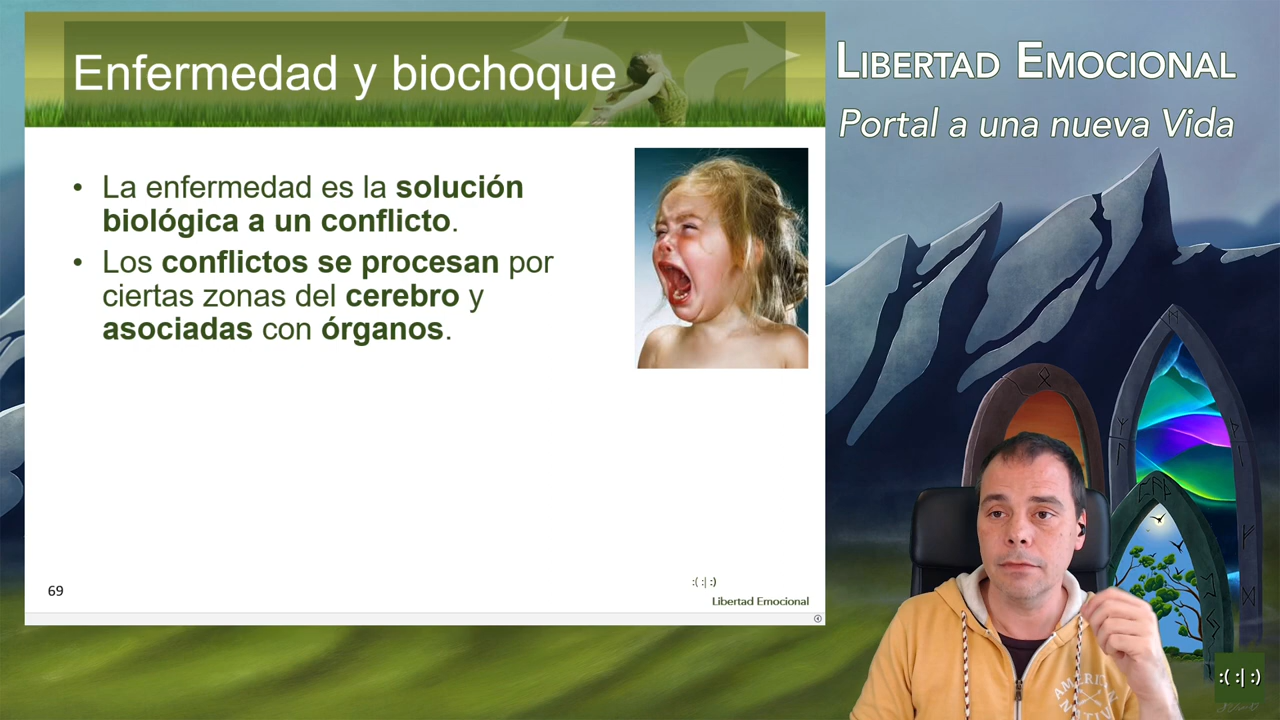 Enfermedad y biochoque
LIBERTAD EMOCIONAL
Portal a una nueva Vida
• La enfermedad es la solución
biológica a un conflicto.
• Los conflictos se procesan por
ciertas zonas del cerebro y
asociadas con órganos.
69
:( :| :)
Libertad Emocional
:( :| :)